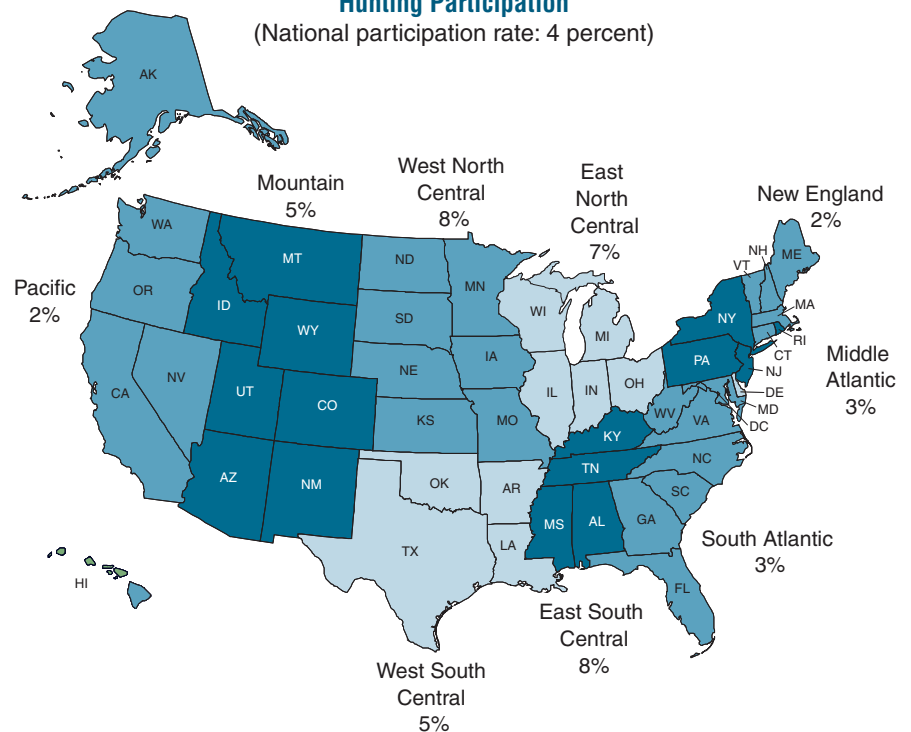 Hunting Participation
(National participation rate: 4 percent)
AK
Mountain
5%
West North
Central
8%
East
North
Central
7%
New England
2%
Pacific
2%
WA
OR
CA
NV
ID
MT
WY
UT
CO
AZ
NM
ND
SD
NE
KS
MN
IA
MO
WI
MI
IL
IN
OH
OK
AR
TX
LA
KY
TN
MS
AL
NY
PA
VT
NH
ME
MA
RI
CT
NJ
DE
MD
DC
WV
VA
NC
SC
GA
FL
HI
Middle
Atlantic
3%
South Atlantic
3%
East South
Central
8%
West South
Central
5%